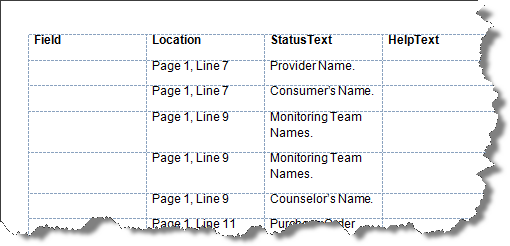 Field Location StatusText HelpText
Page 1, Line 7 Provider Name.
Page 1, Line 7 Consumer's Name.
Page 1, Line 9 Monitoring Team
Names.
Page 1, Line 9 Monitoring Team
Names.
Page 1, Line 9 Counselor's Name.
Page 1, Line 11 Purchase Order